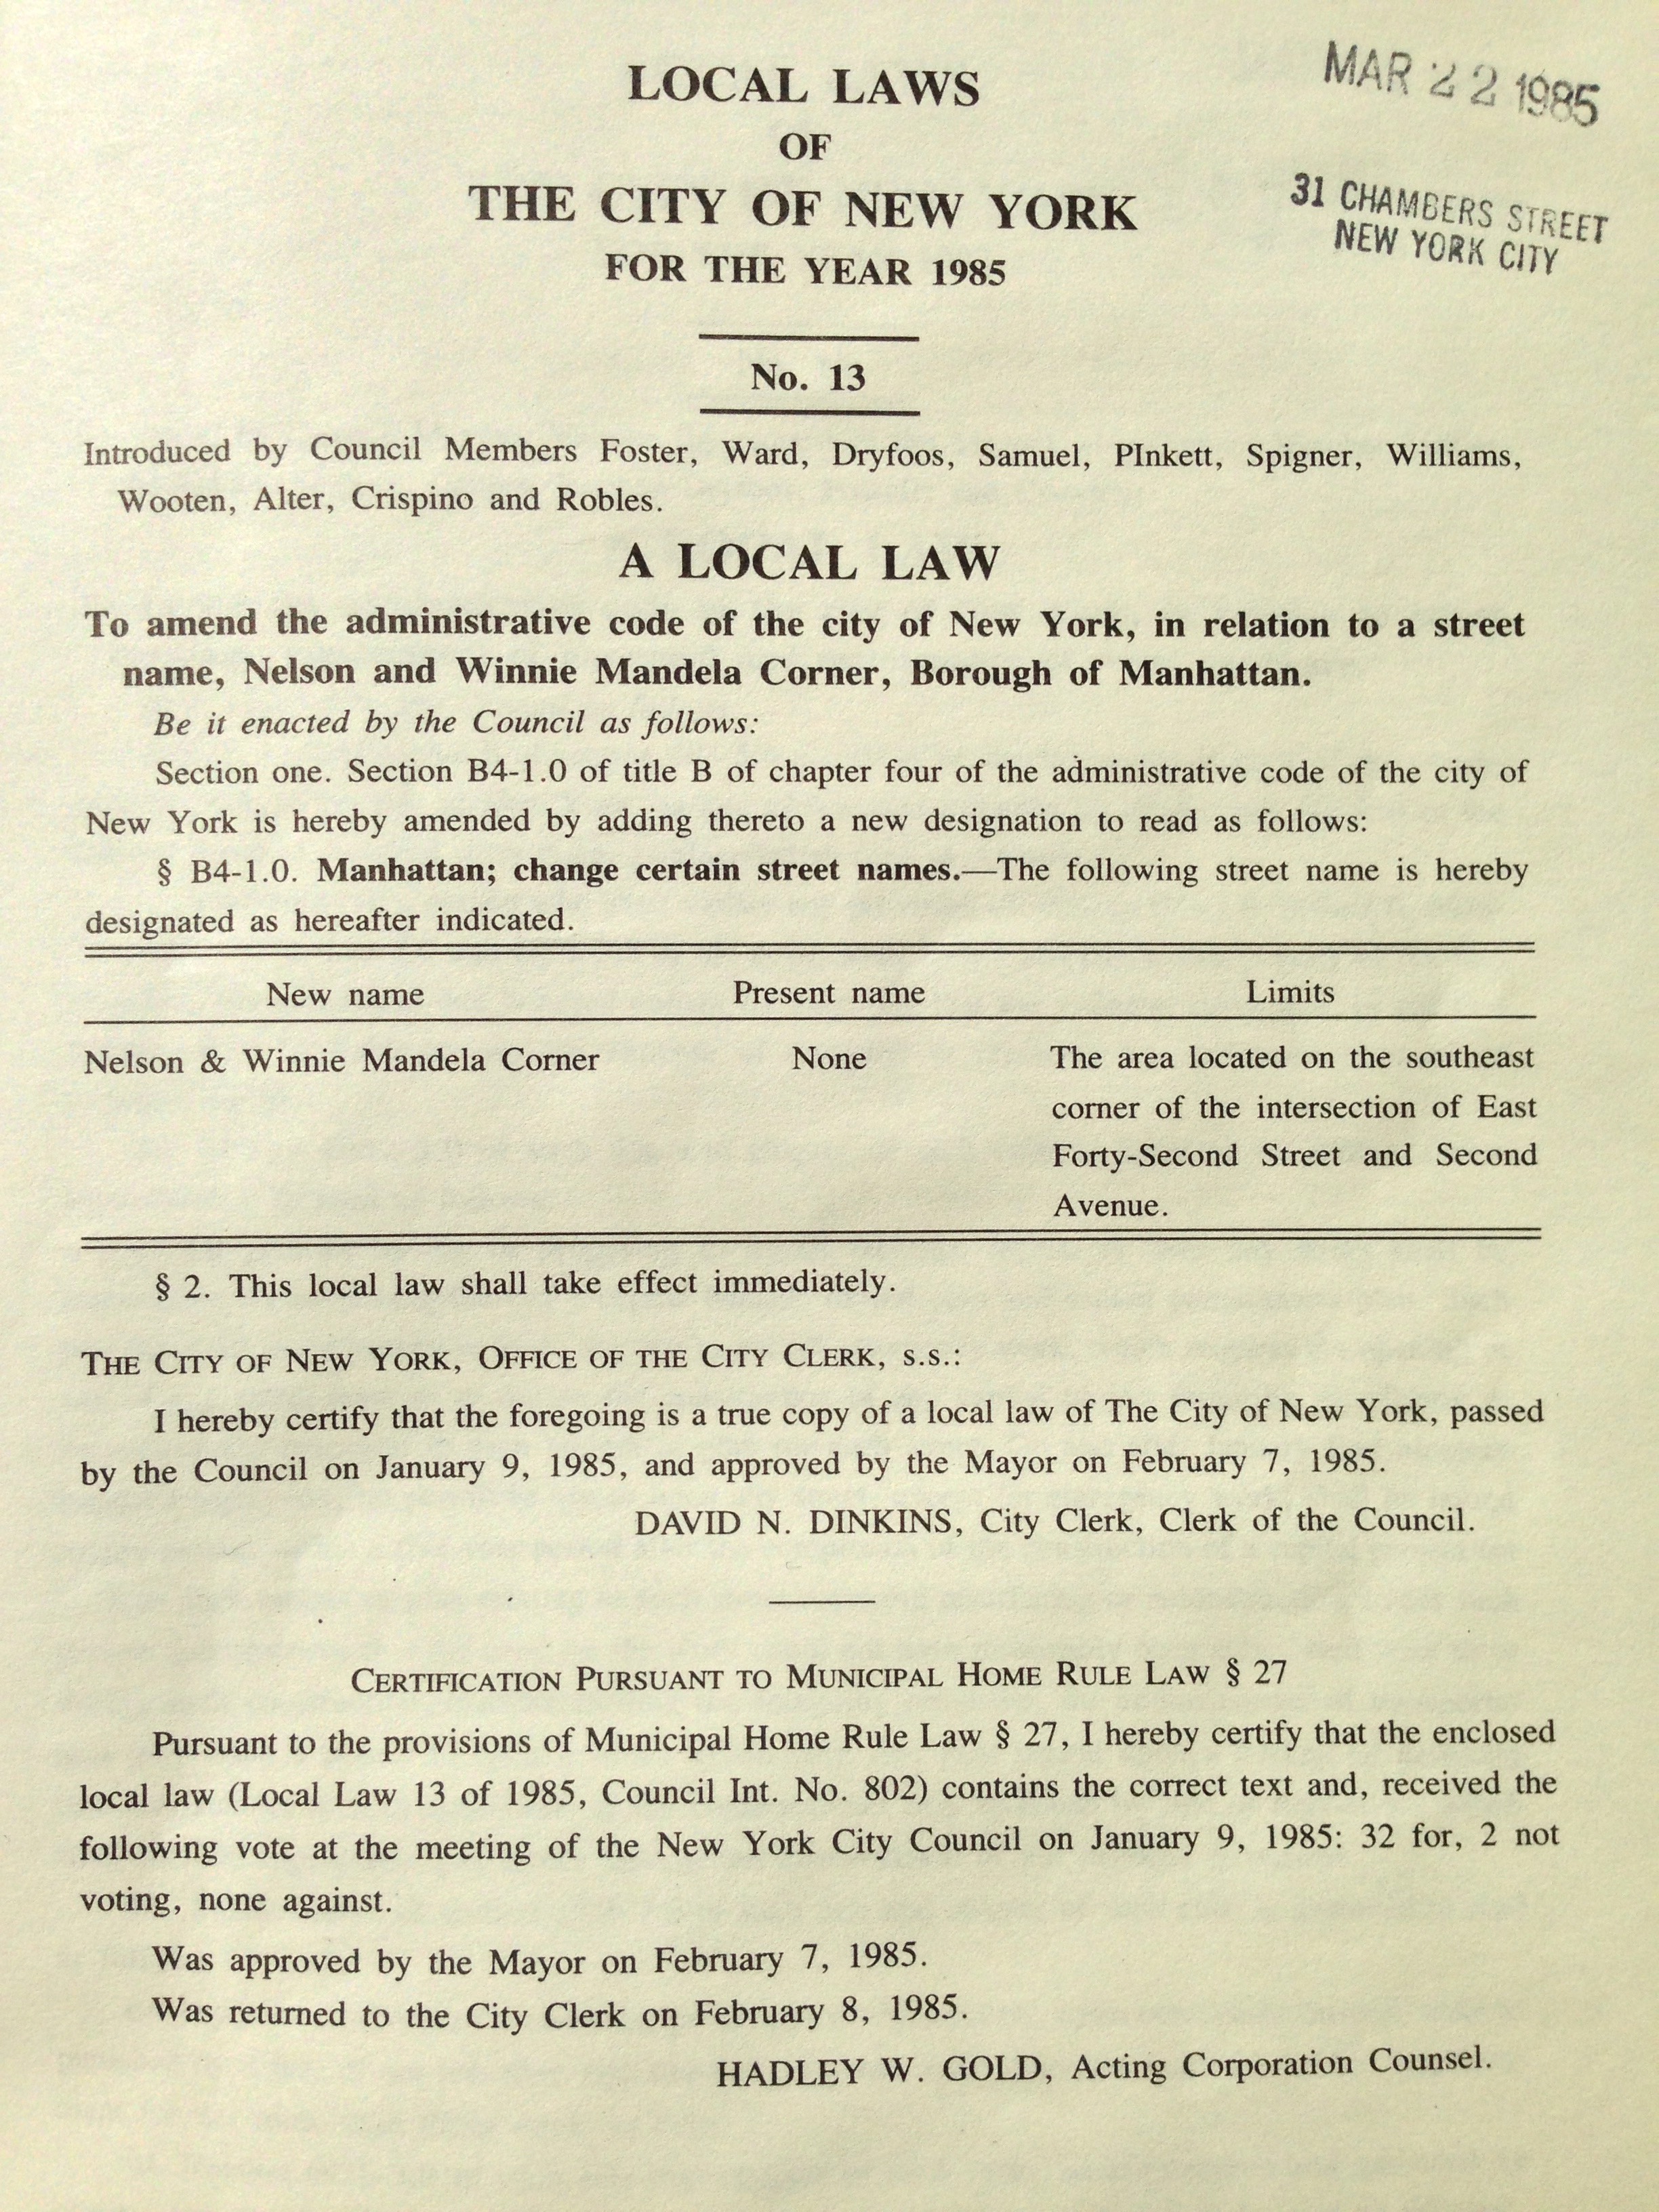 MAR 22 1985
LOCAL LAWS
OF
THE CITY OF NEW YORK
FOR THE YEAR 1985
31 CHAMBERS STREET
NEW YORK CITY
No. 13
Introduced by Council Members Foster, Ward, Dryfoos, Samuel, PInkett, Spigner, Williams,
Wooten, Alter, Crispino and Robles.
A LOCAL LAW
To amend the administrative code of the city of New York, in relation to a street
name, Nelson and Winnie Mandela Corner, Borough of Manhattan.
Be it enacted by the Council as follows:
Section one. Section B4-1.0 of title B of chapter four of the administrative code of the city of
New York is hereby amended by adding thereto a new designation to read as follows:
§ B4-1.0. Manhattan; change certain street names.—The following street name is hereby
designated as hereafter indicated.
New name Present name Limits
Nelson & Winnie Mandela Corner None The area located on the southeast
corner of the intersection of East
Forty-Second Street and Second
Avenue.
§ 2. This local law shall take effect immediately.
THE CITY OF NEW YORK, OFFICE OF THE CITY CLERK, S.S.:
I hereby certify that the foregoing is a true copy of a local law of The City of New York, passed
by the Council on January 9, 1985, and approved by the Mayor on February 7, 1985.
DAVID N. DINKINS, City Clerk, Clerk of the Council.
CERTIFICATION PURSUANT TO MUNICIPAL HOME RULE LAW § 27
Pursuant to the provisions of Municipal Home Rule Law § 27, I hereby certify that the enclosed
local law (Local Law 13 of 1985, Council Int. No. 802) contains the correct text and, received the
following vote at the meeting of the New York City Council on January 9, 1985: 32 for, 2 not
voting, none against.
Was approved by the Mayor on February 7, 1985.
Was returned to the City Clerk on February 8, 1985.
HADLEY W. GOLD, Acting Corporation Counsel.